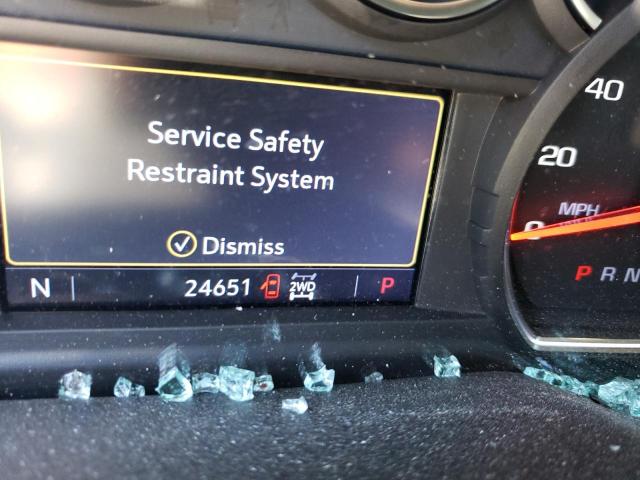 Service Safety
Restraint System
Dismiss
N 24651 2WD P
40
20
0
MPH
P R N